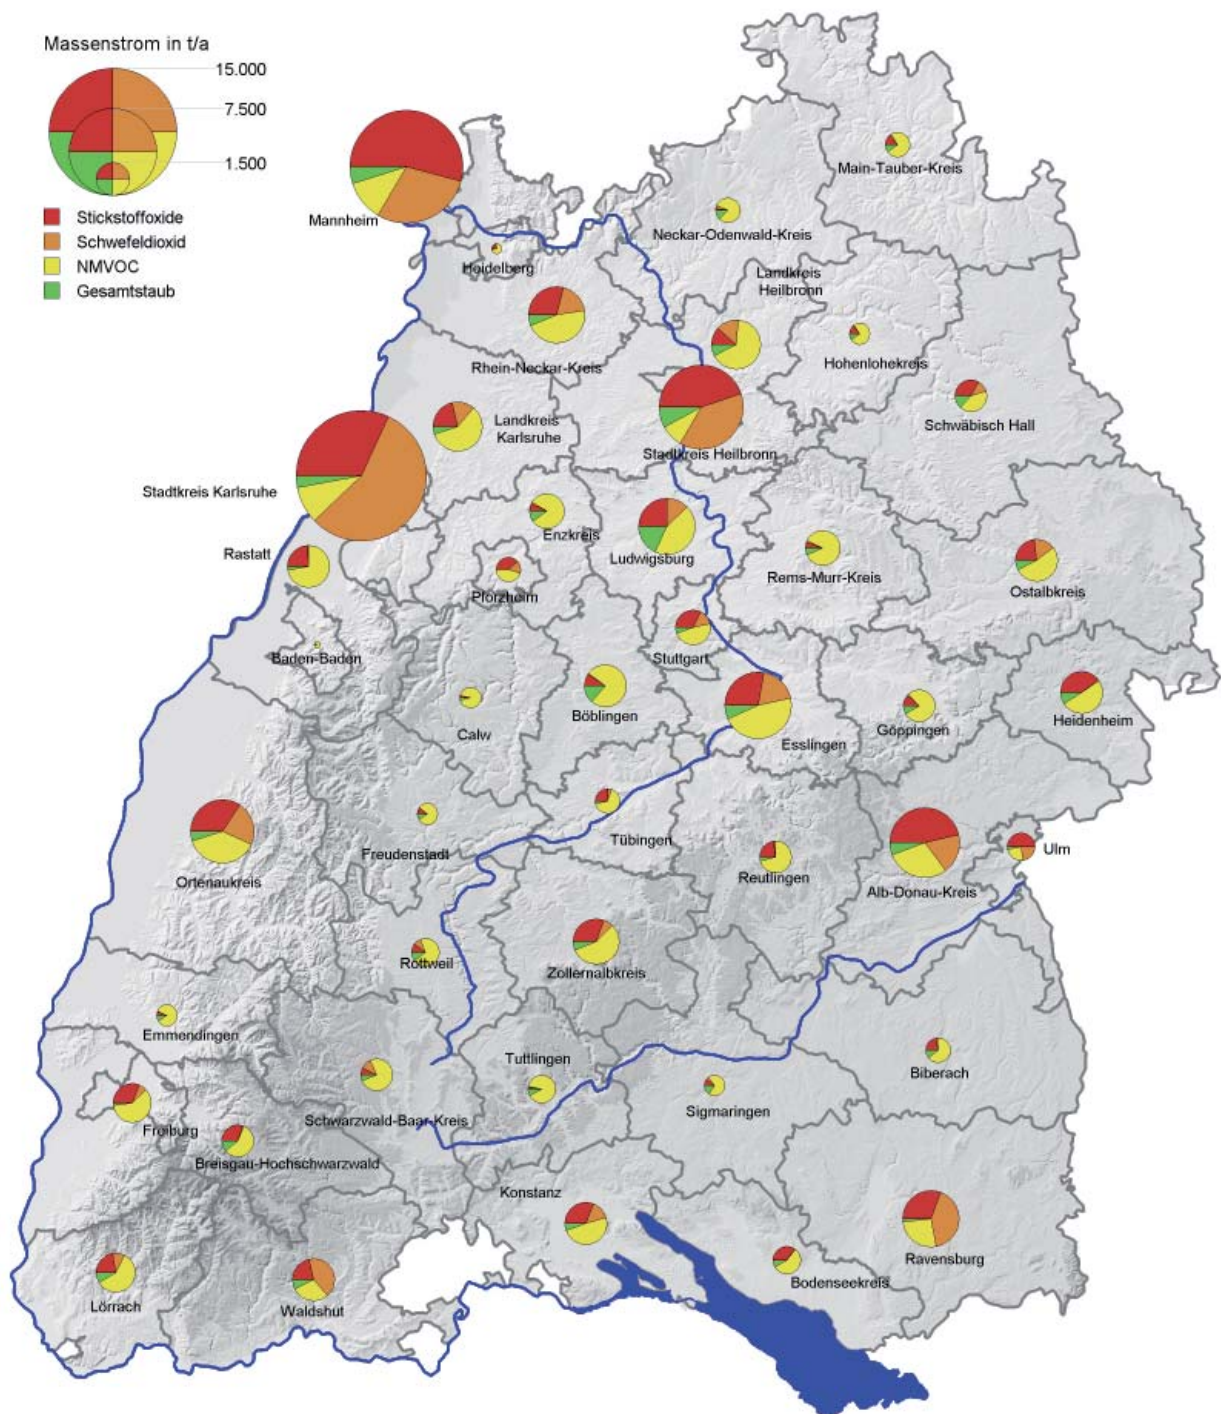 Massenstrom in t/a
15.000
7.500
1.500
Stickstoffoxide
Schwefeldioxid
NMVOC
Gesamtstaub
Main-Tauber-Kreis
Mannheim
Neckar-Odenwald-Kreis
Heidelberg
Landkreis
Heilbronn
Rhein-Neckar-Kreis
Hohenlohekreis
Schwäbisch Hall
Landkreis
Karlsruhe
Stadtkreis Heilbronn
Stadtkreis Karlsruhe
Enzkreis
Ludwigsburg
Rems-Murr-Kreis
Rastatt
Pforzheim
Ostalbkreis
Baden-Baden
Stuttgart
Calw
Böblingen
Esslingen
Göppingen
Heidenheim
Tübingen
Freudenstadt
Ortenaukreis
Reutlingen
Alb-Donau-Kreis
Ulm
Rottweil
Zollernalbkreis
Emmendingen
Tuttlingen
Biberach
Schwarzwald-Baar-Kreis
Sigmaringen
Freiburg
Breisgau-Hochschwarzwald
Konstanz
Ravensburg
Bodenseekreis
Lörrach
Waldshut